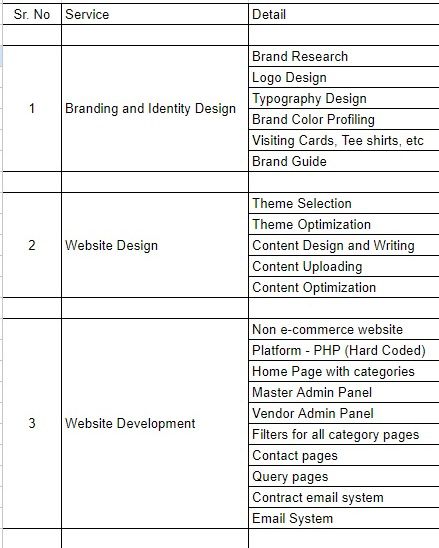 Sr. No Service Detail
Brand Research
Logo Design
Typography Design
1 Branding and Identity Design Brand Color Profiling
Visiting Cards, Tee shirts, etc
Brand Guide
Theme Selection
Theme Optimization
2 Website Design Content Design and Writing
Content Uploading
Content Optimization
Non e-commerce website
Platform - PHP (Hard Coded)
Home Page with categories
Master Admin Panel
Vendor Admin Panel
3 Website Development Filters for all category pages
Contact pages
Query pages
Contract email system
Email System